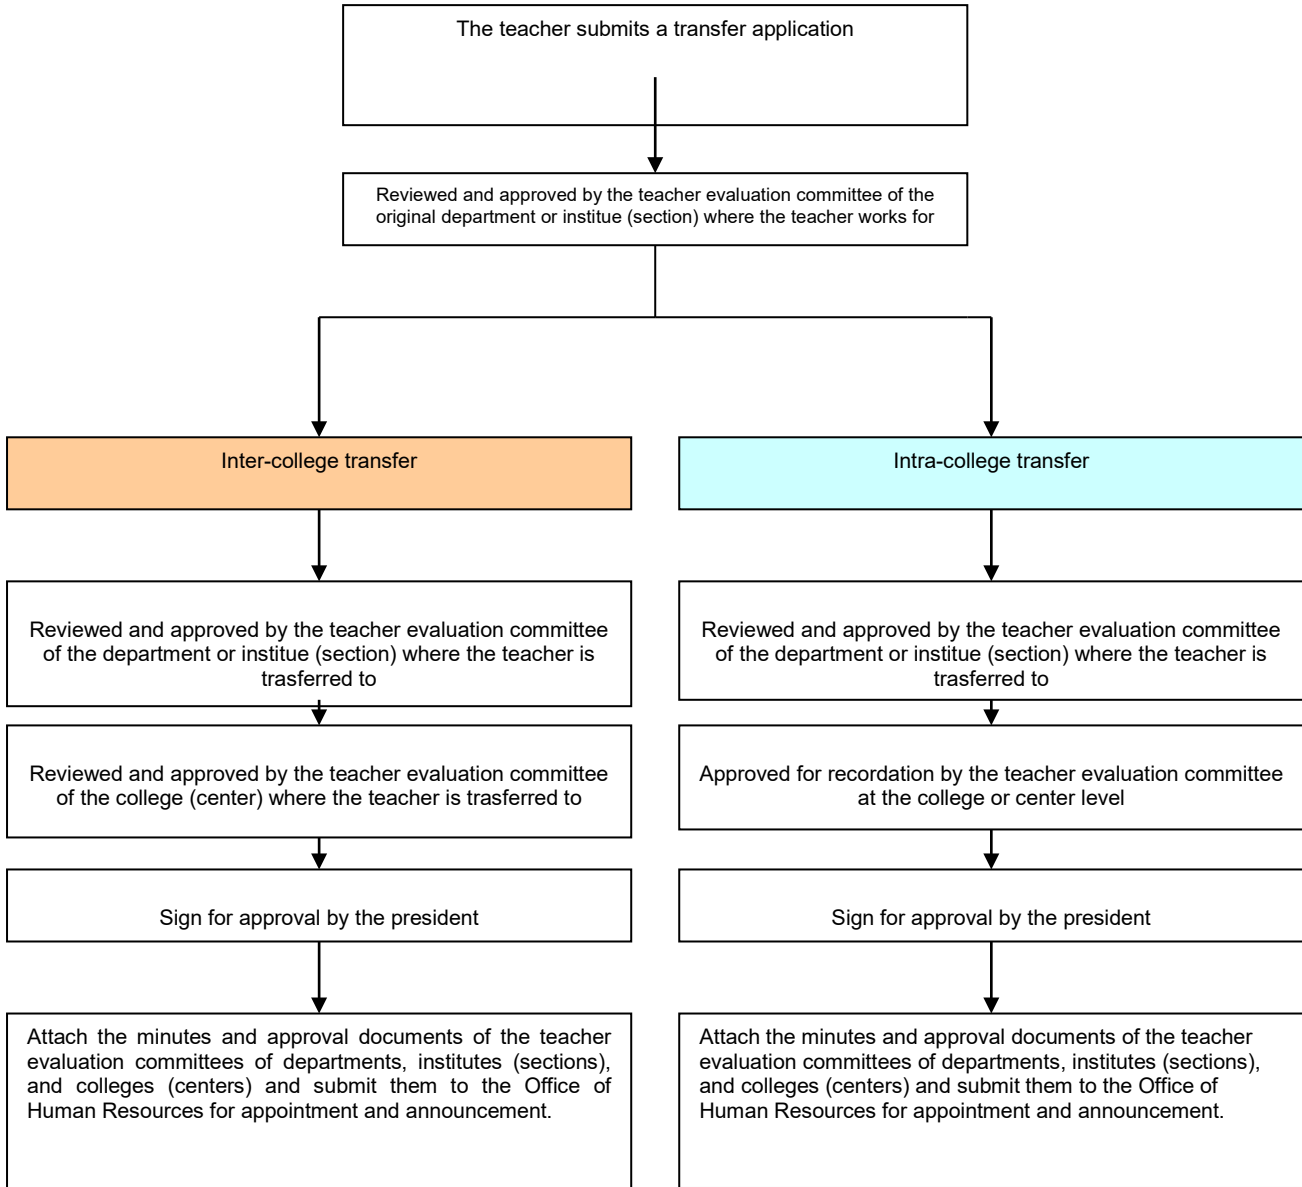 The teacher submits a transfer application
Reviewed and approved by the teacher evaluation committee of the
original department or institue (section) where the teacher works for
Inter-college transfer
Intra-college transfer
Reviewed and approved by the teacher evaluation committee
of the department or institue (section) where the teacher is
trasferred to
Reviewed and approved by the teacher evaluation committee
of the department or institue (section) where the teacher is
trasferred to
Reviewed and approved by the teacher evaluation committee
of the college (center) where the teacher is trasferred to
Approved for recordation by the teacher evaluation committee
at the college or center level
Sign for approval by the president
Sign for approval by the president
Attach the minutes and approval documents of the teacher
evaluation committees of departments, institutes (sections),
and colleges (centers) and submit them to the Office of
Human Resources for appointment and announcement.
Attach the minutes and approval documents of the teacher
evaluation committees of departments, institutes (sections),
and colleges (centers) and submit them to the Office of
Human Resources for appointment and announcement.